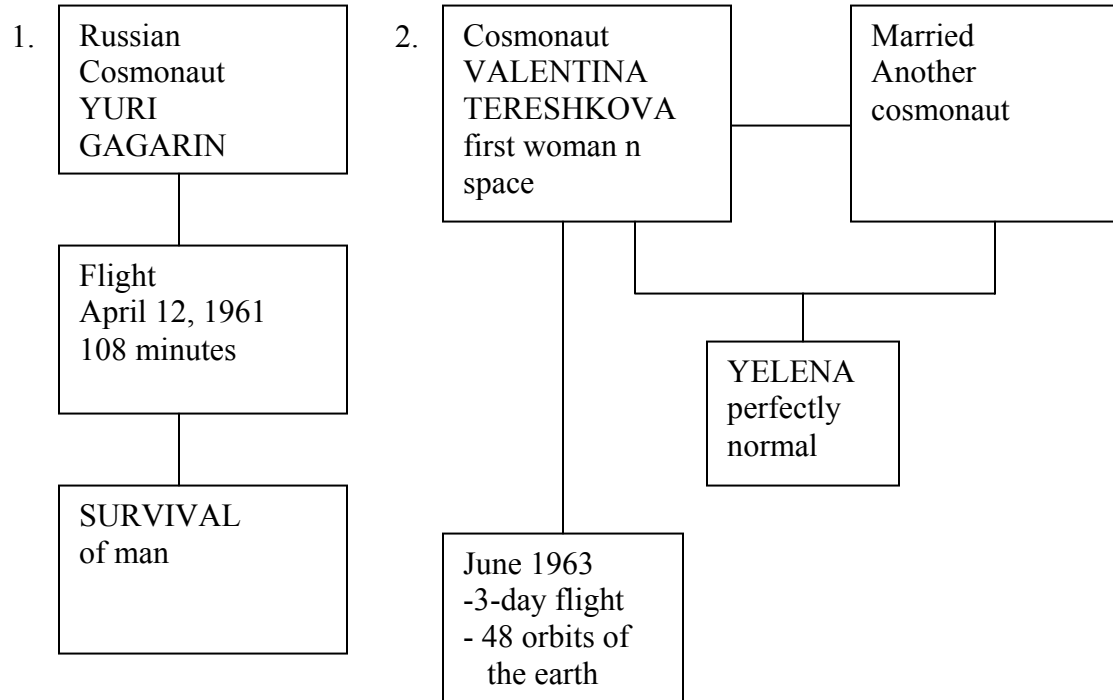 1.
Russian
Cosmonaut
YURI
GAGARIN
Flight
April 12, 1961
108 minutes
SURVIVAL
of man
2.
Cosmonaut
VALENTINA
TERESHKOVA
first woman n
space
Married
Another
cosmonaut
YELENA
perfectly
normal
June 1963
-3-day flight
- 48 orbits of
the earth